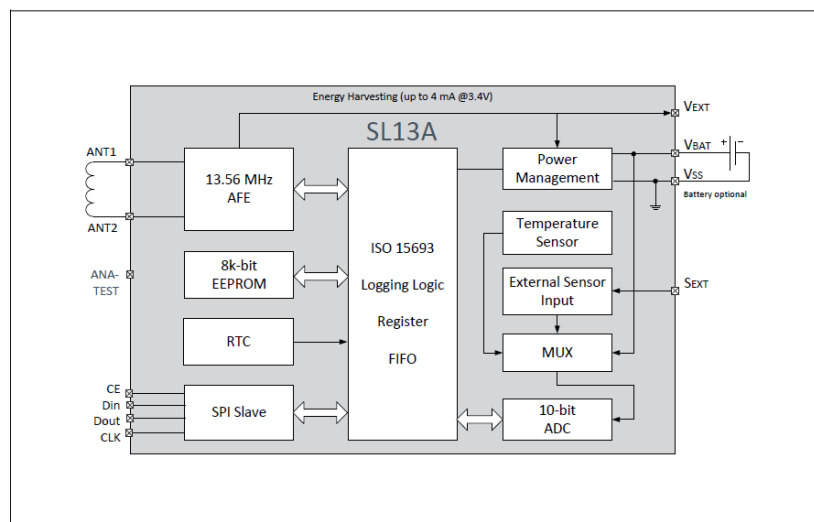 Energy Harvesting (up to 4 mA @3.4V)
SL13A
VEXT
ANT1
VBAT
+ -
13.56 MHz
AFE
Power
Management
VSS
Battery optional
ANT2
Temperature
Sensor
ISO 15693
Logging Logic
Register
FIFO
ANA-
TEST
8k-bit
EEPROM
External Sensor
Input
SEXT
RTC
MUX
CE
Din
Dout
CLK
SPI Slave
10-bit
ADC